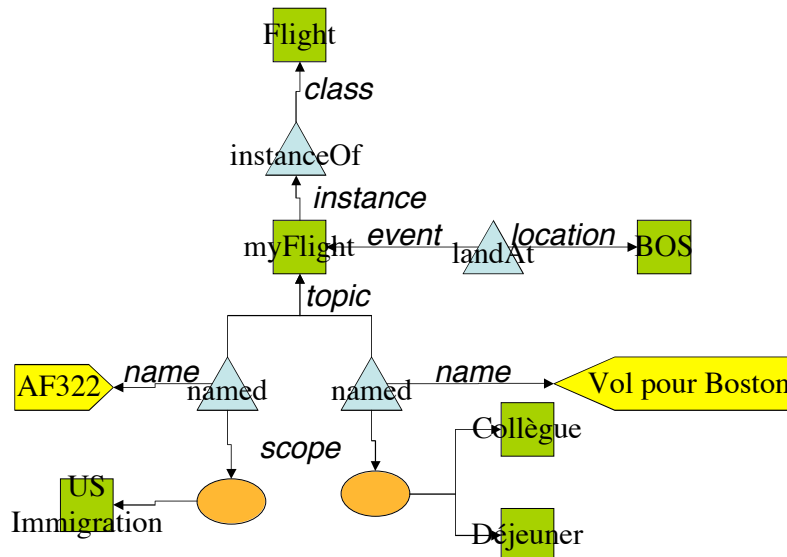 Flight
class
instanceOf
instance
myFlight
event
landAt
location
BOS
topic
AF322
name
named
named
name
Vol pour Boston
scope
Collègue
US
Immigration
Déjeuner